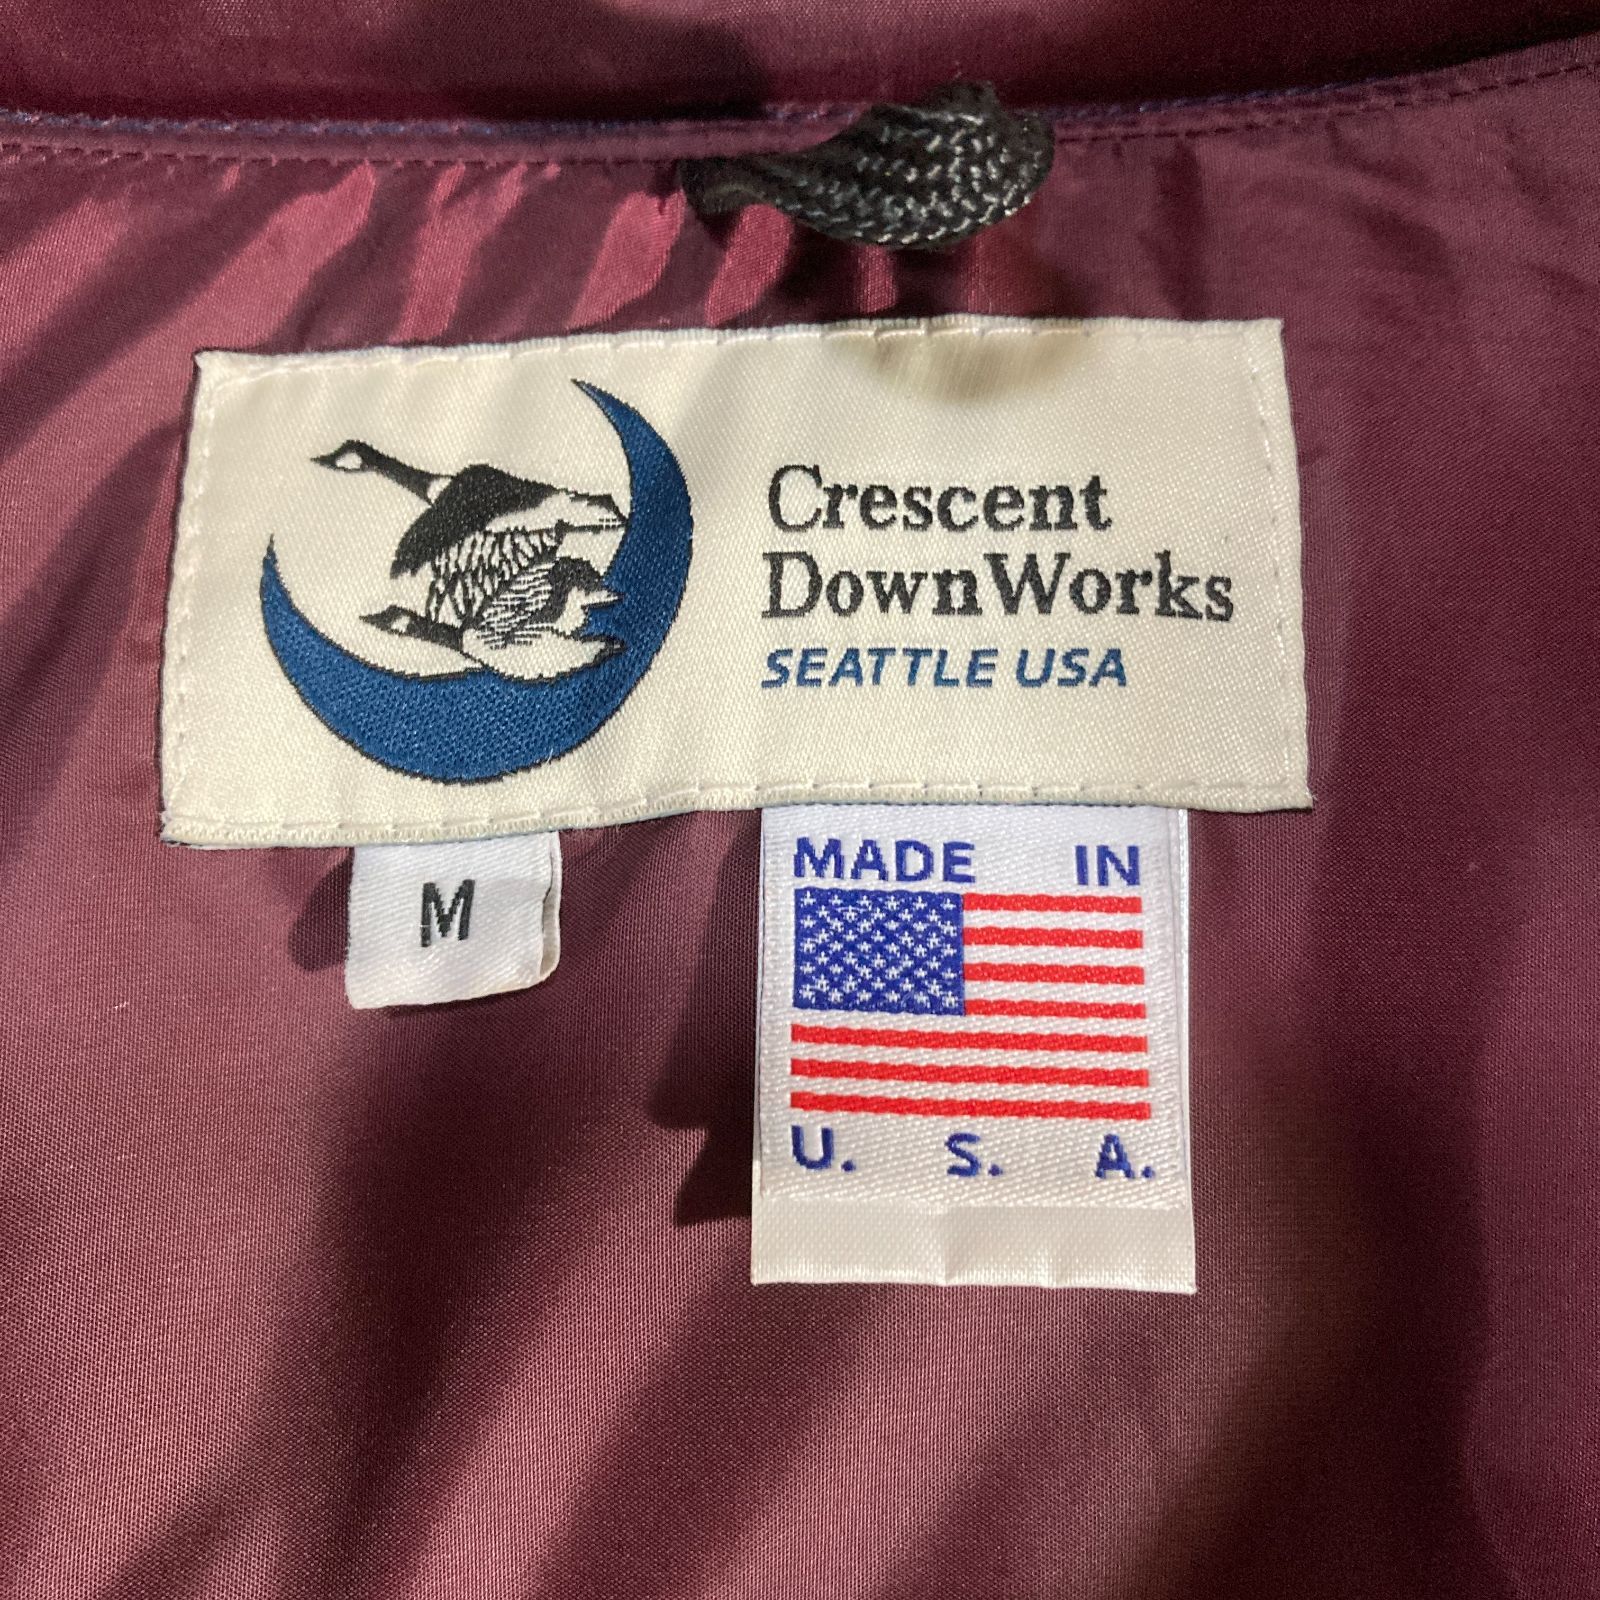 Crescent
DownWorks
SEATTLE USA
M
MADE IN
U. S. A.